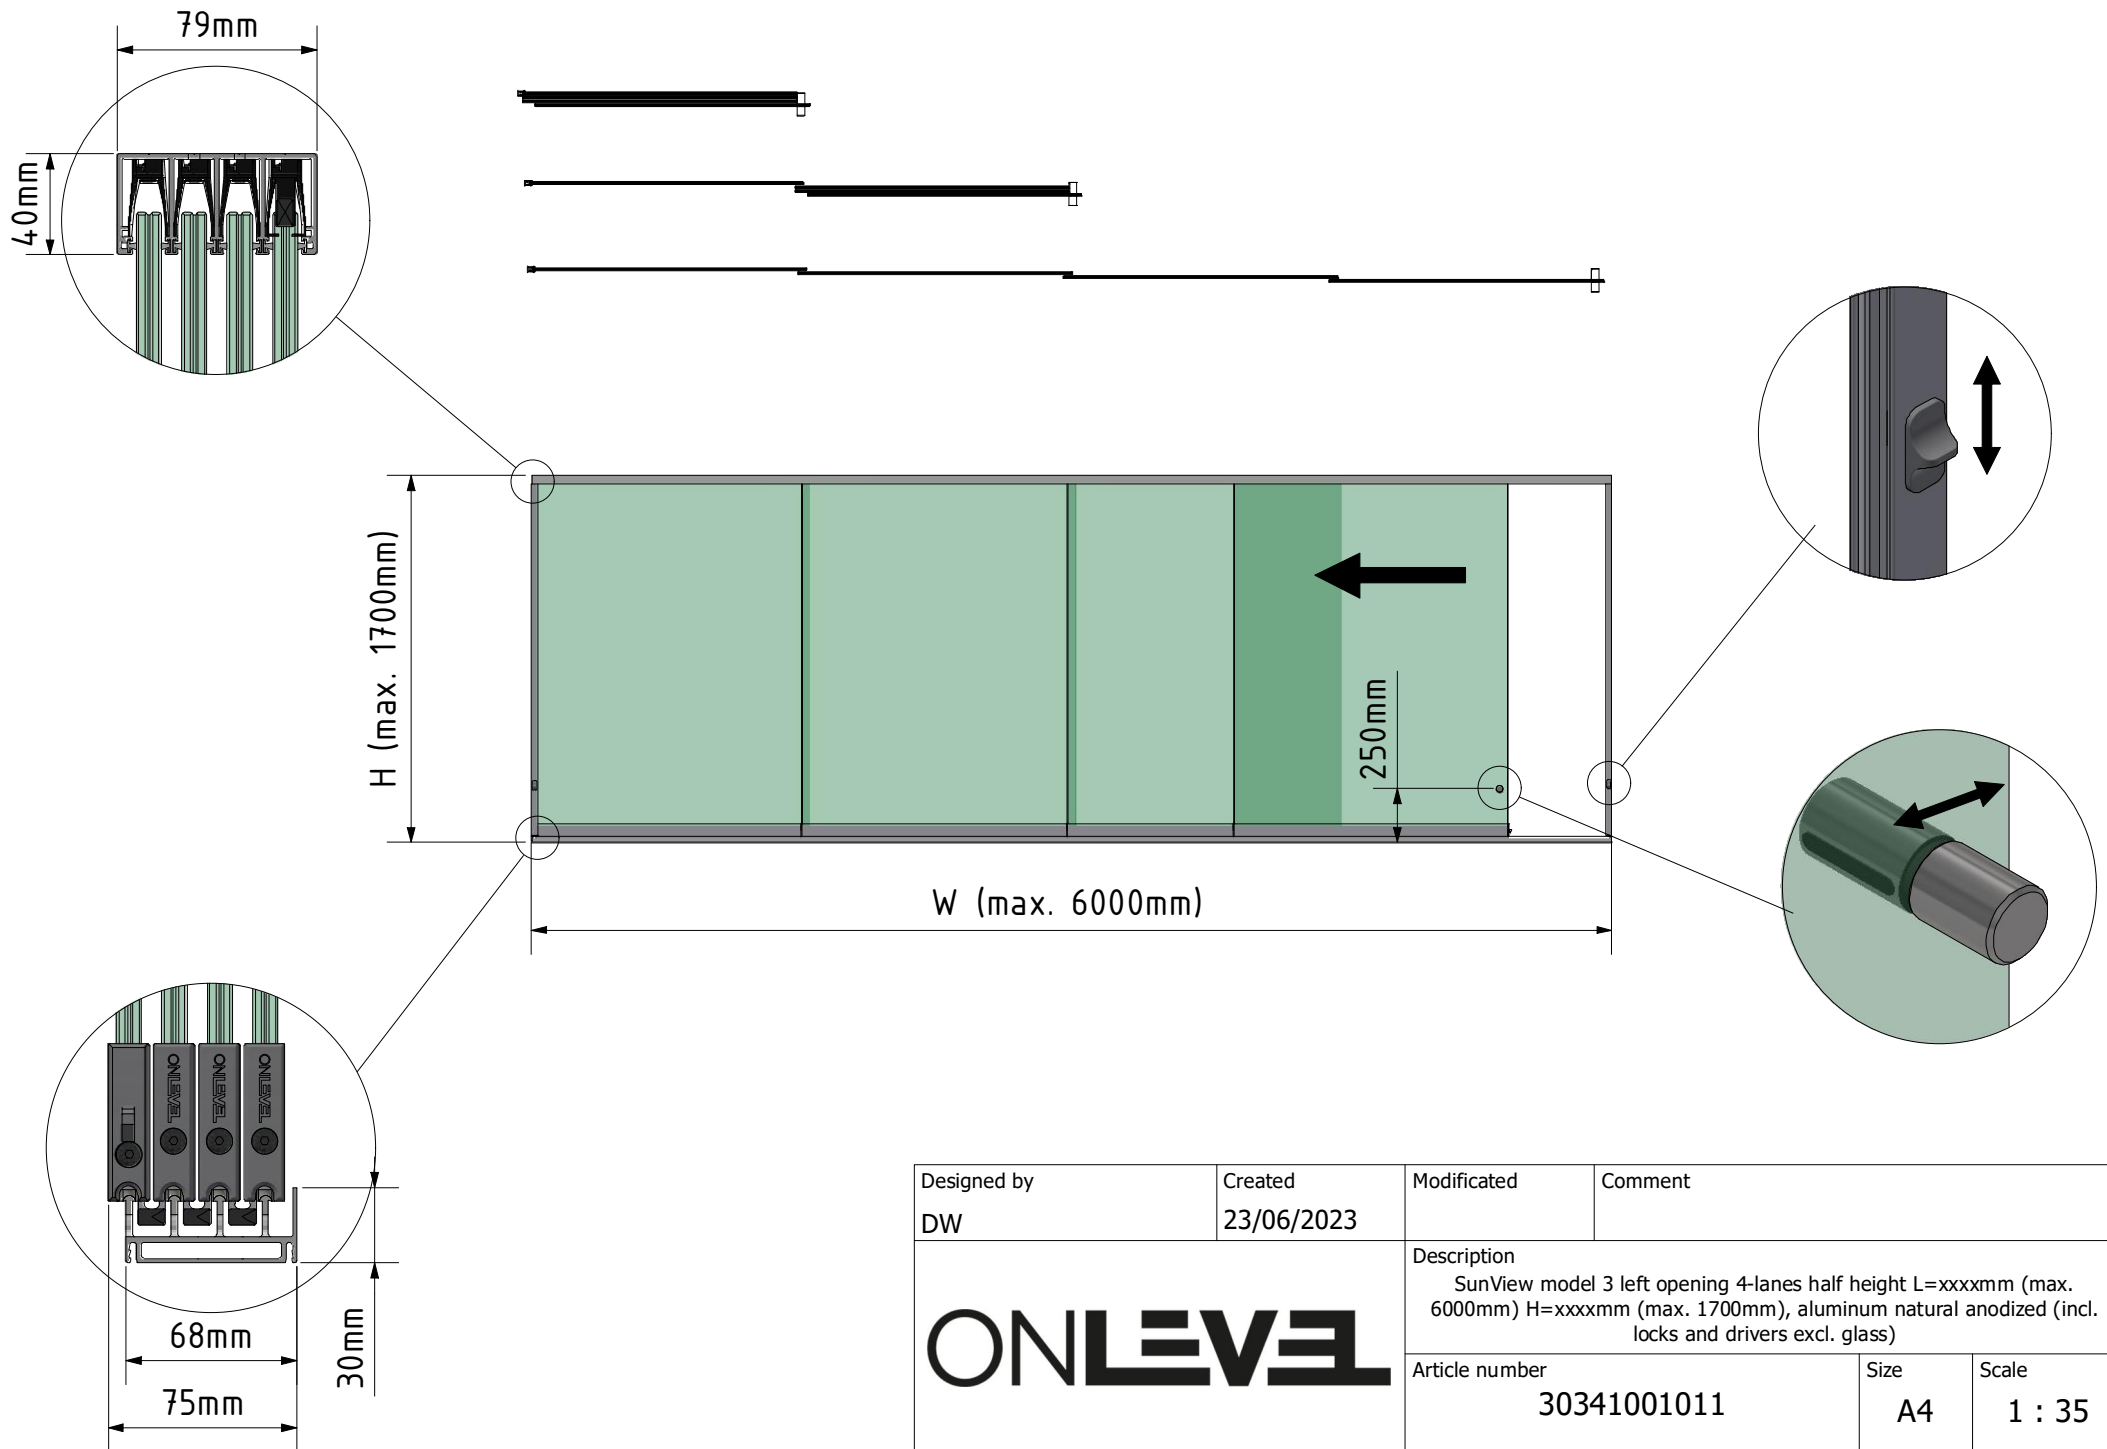 79mm
40mm
H (max. 1700mm)
250mm
W (max. 6000mm)
ONLEVEL
ONLEVEL
ONLEVEL
68mm
75mm
30mm
Designed by
DW
Created
23/06/2023
Modificated
Comment
ONLEVEL
Description
SunView model 3 left opening 4-lanes half height L=xxxxmm (max.
6000mm) H=xxxxmm (max. 1700mm), aluminum natural anodized (incl.
locks and drivers excl. glass)
Article number
30341001011
Size
A4
Scale
1 : 35